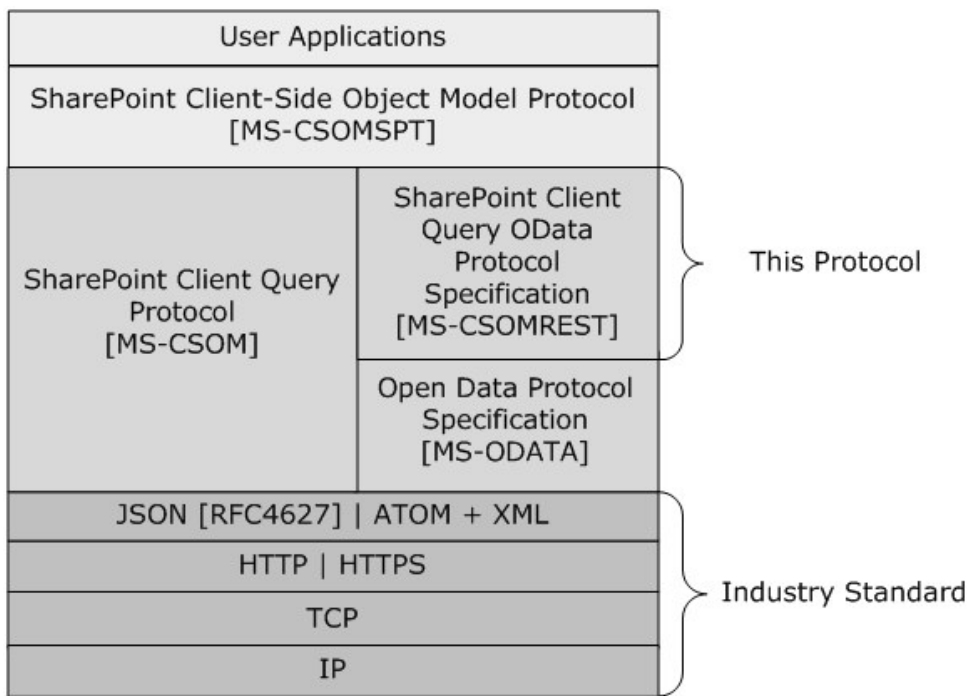 User Applications
SharePoint Client-Side Object Model Protocol
[MS-CSOMSPT]
SharePoint Client Query
Protocol
[MS-CSOM]
SharePoint Client
Query OData
Protocol
Specification
[MS-CSOMREST]
This Protocol
Open Data Protocol
Specification
[MS-ODATA]
JSON [RFC4627] | ATOM + XML
HTTP | HTTPS
TCP
IP
Industry Standard